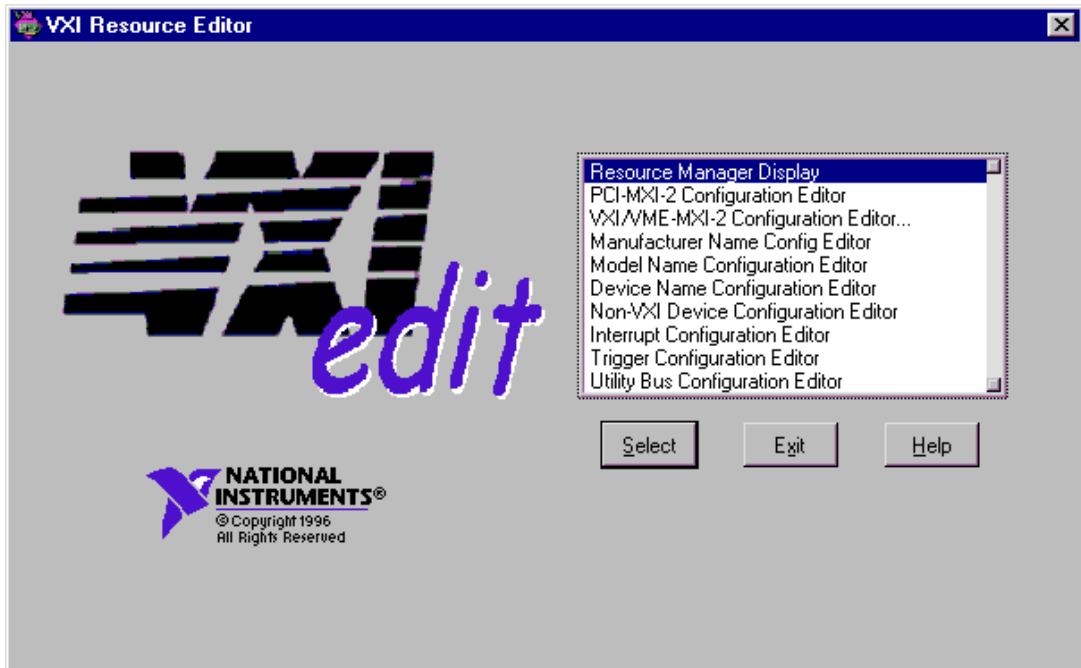 VXI Resource Editor
VXI
edit
Resource Manager Display
PCI-MXI-2 Configuration Editor
VXI/VME-MXI-2 Configuration Editor...
Manufacturer Name Config Editor
Model Name Configuration Editor
Device Name Configuration Editor
Non-VXI Device Configuration Editor
Interrupt Configuration Editor
Trigger Configuration Editor
Utility Bus Configuration Editor
Select
Exit
Help
NATIONAL
INSTRUMENTS®
© Copyright 1996
All Rights Reserved